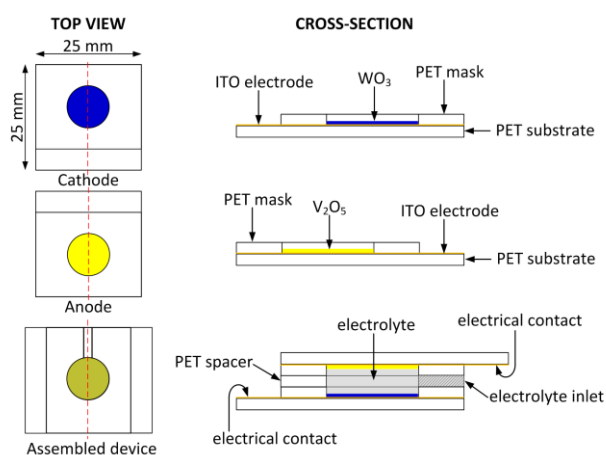 TOP VIEW
CROSS-SECTION
25 mm
25 mm
ITO electrode
WO₃
PET mask
PET substrate
Cathode
PET mask
V₂O₅
ITO electrode
PET substrate
Anode
electrolyte
electrical contact
PET spacer
electrolyte inlet
electrical contact
Assembled device